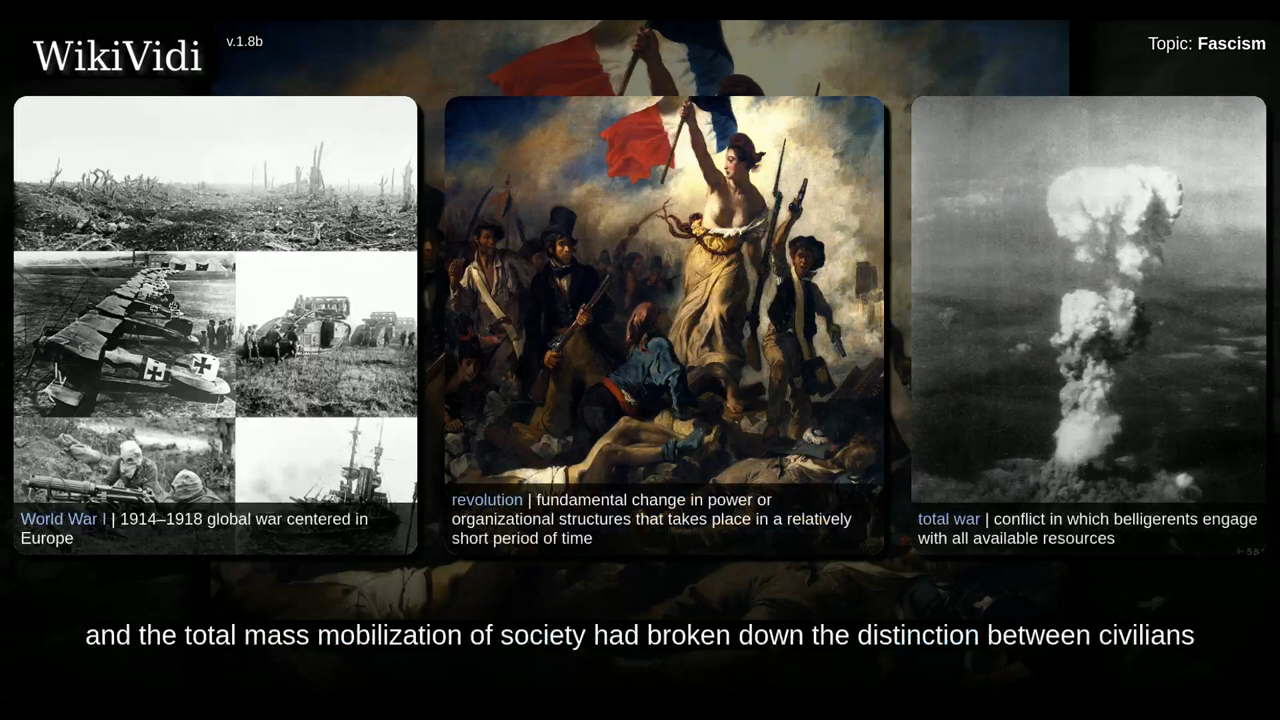 WikiVidi
v.1.8b
Topic: Fascism
World War I | 1914–1918 global war centered in
Europe
revolution | fundamental change in power or
organizational structures that takes place in a relatively
short period of time
total war | conflict in which belligerents engage
with all available resources
and the total mass mobilization of society had broken down the distinction between civilians